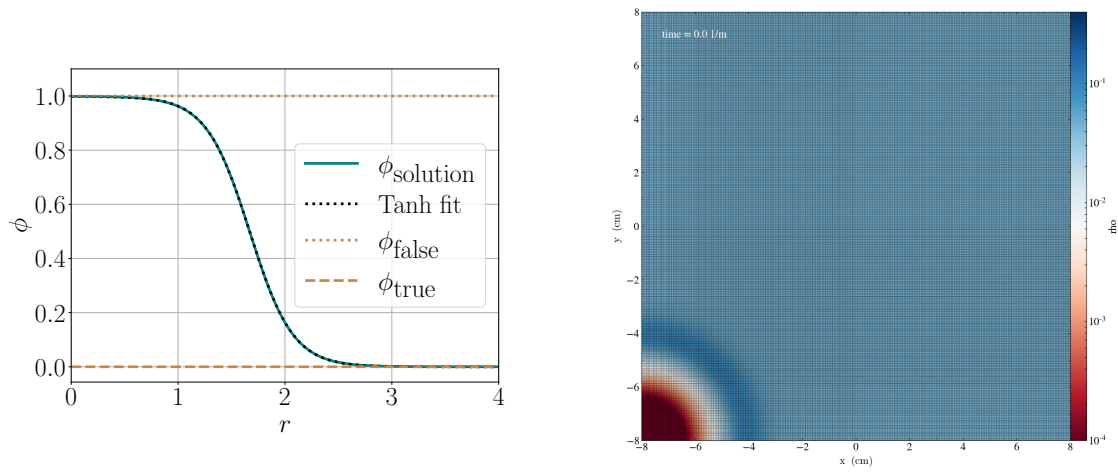 1.0
0.8
0.6
0.4
0.2
0.0
ϕ
0 1 2 3 4
r
ϕsolution
Tanh fit
ϕfalse
ϕtrue
time = 0.0 1/m
8
6
4
2
0
−2
−4
−6
−8
y (cm)
−8 −6 −4 −2 0 2 4 6 8
x (cm)
10⁻¹
10⁻²
10⁻³
10⁻⁴
rho